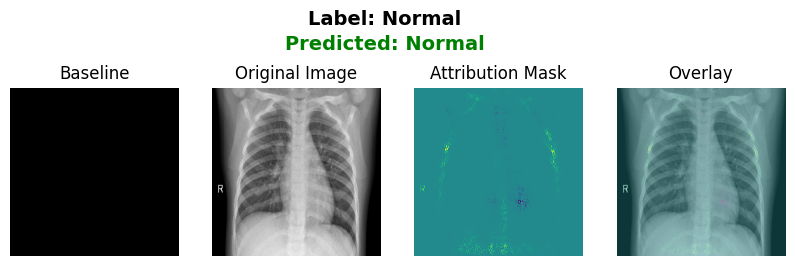 Label: Normal
Predicted: Normal
Baseline
Original Image
Attribution Mask
Overlay
R
R
R